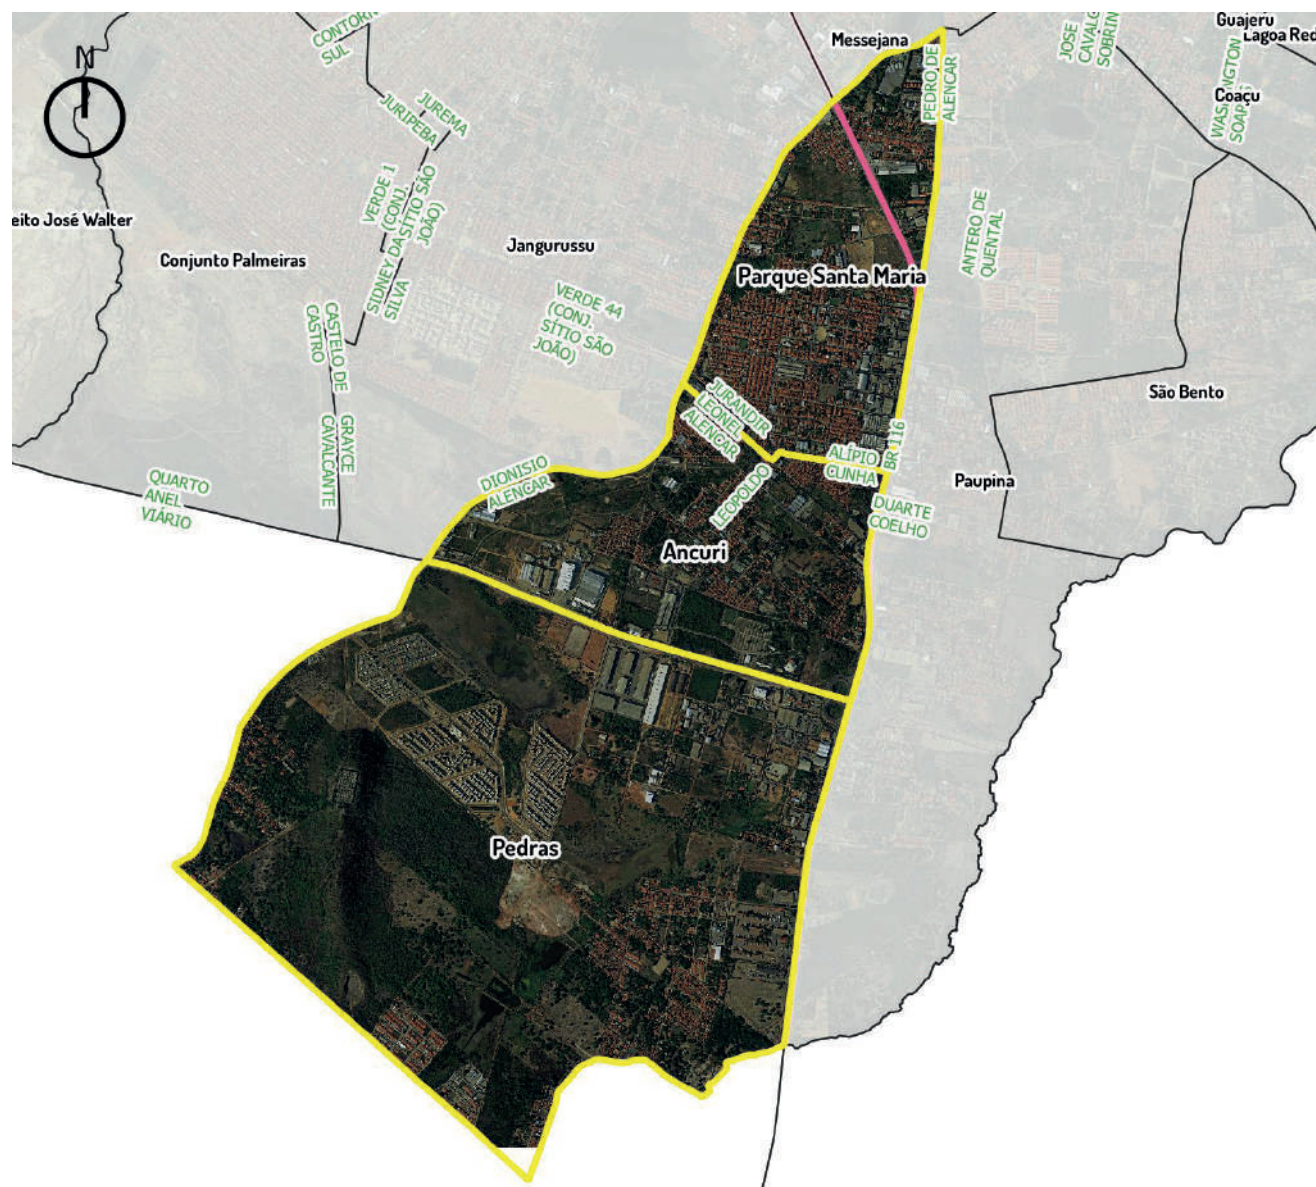 CONTORN
SUL
Messejana
PEDRO DE
ALENCAR
JOSE
CAVALC
SOBRIN
Guajeru
Lagoa Red
WASHINGTON
SOARES
Coaçu
N
JUREMA
JURIPEBA
VERDE 1
(CONJ.
SÍTIO SÃO
JOÃO)
SIDNEY DA
SILVA
eito José Walter
Conjunto Palmeiras
Jangurussu
ANTERO DE
QUENTAL
Parque Santa Maria
VERDE 44
(CONJ.
SÍTIO SÃO
JOÃO)
CASTELO DE
CASTRO
JURANDIR
LEONEL
ALENCAR
São Bento
GRAYCE
CAVALCANTE
BR 116
ALÍPIO
CUNHA
Paupina
QUARTO
ANEL
VIÁRIO
DIONISIO
ALENCAR
LEOPOLDO
DUARTE
COELHO
Ancuri
Pedras